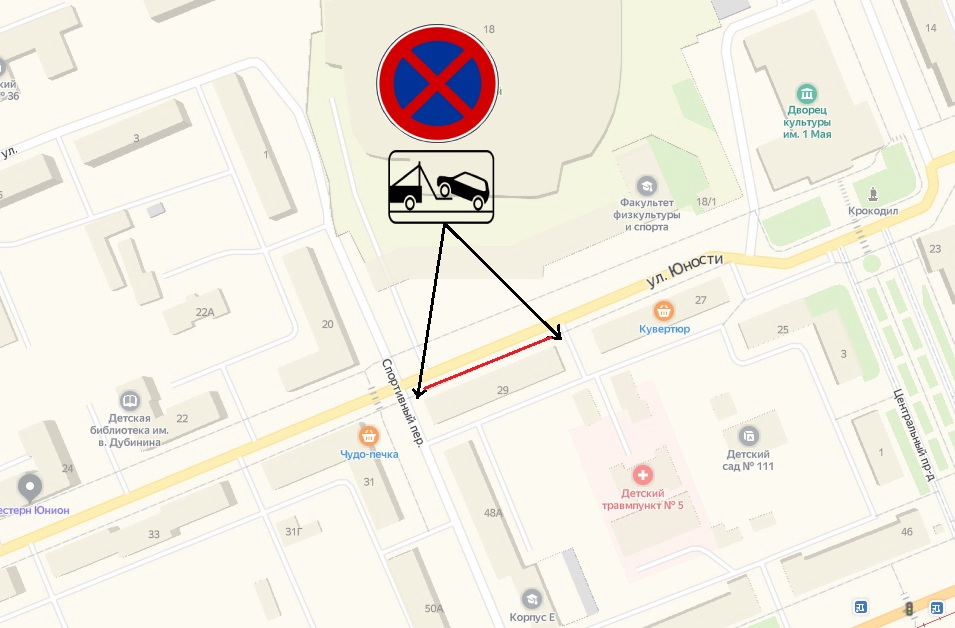 18
14
кий
№ 36
Дворец
культуры
им. 1 Мая
3
1
ул.
Факультет
физкультуры
и спорта
18/1
Крокодил
23
ул. Юности
27
Кувертюр
22А
20
25
3
29
Спортивный пер.
Детская
библиотека им.
в. Дубинина
22
Чудо-печка
Центральный пр-д
Детский
сад № 111
1
24
естерн Юнион
31
Детский
травмпункт № 5
48А
33
31Г
46
50А
Корпус Е